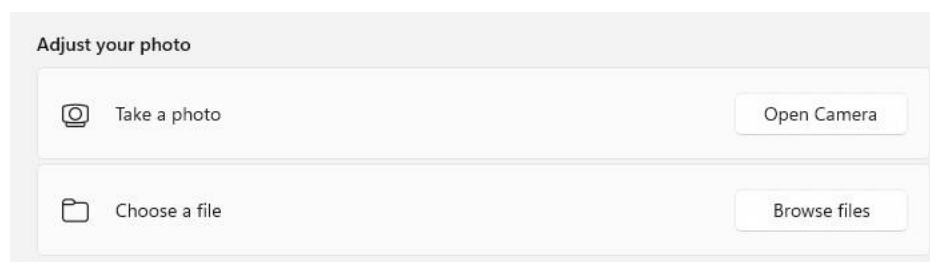 Adjust your photo
Take a photo
Open Camera
Choose a file
Browse files